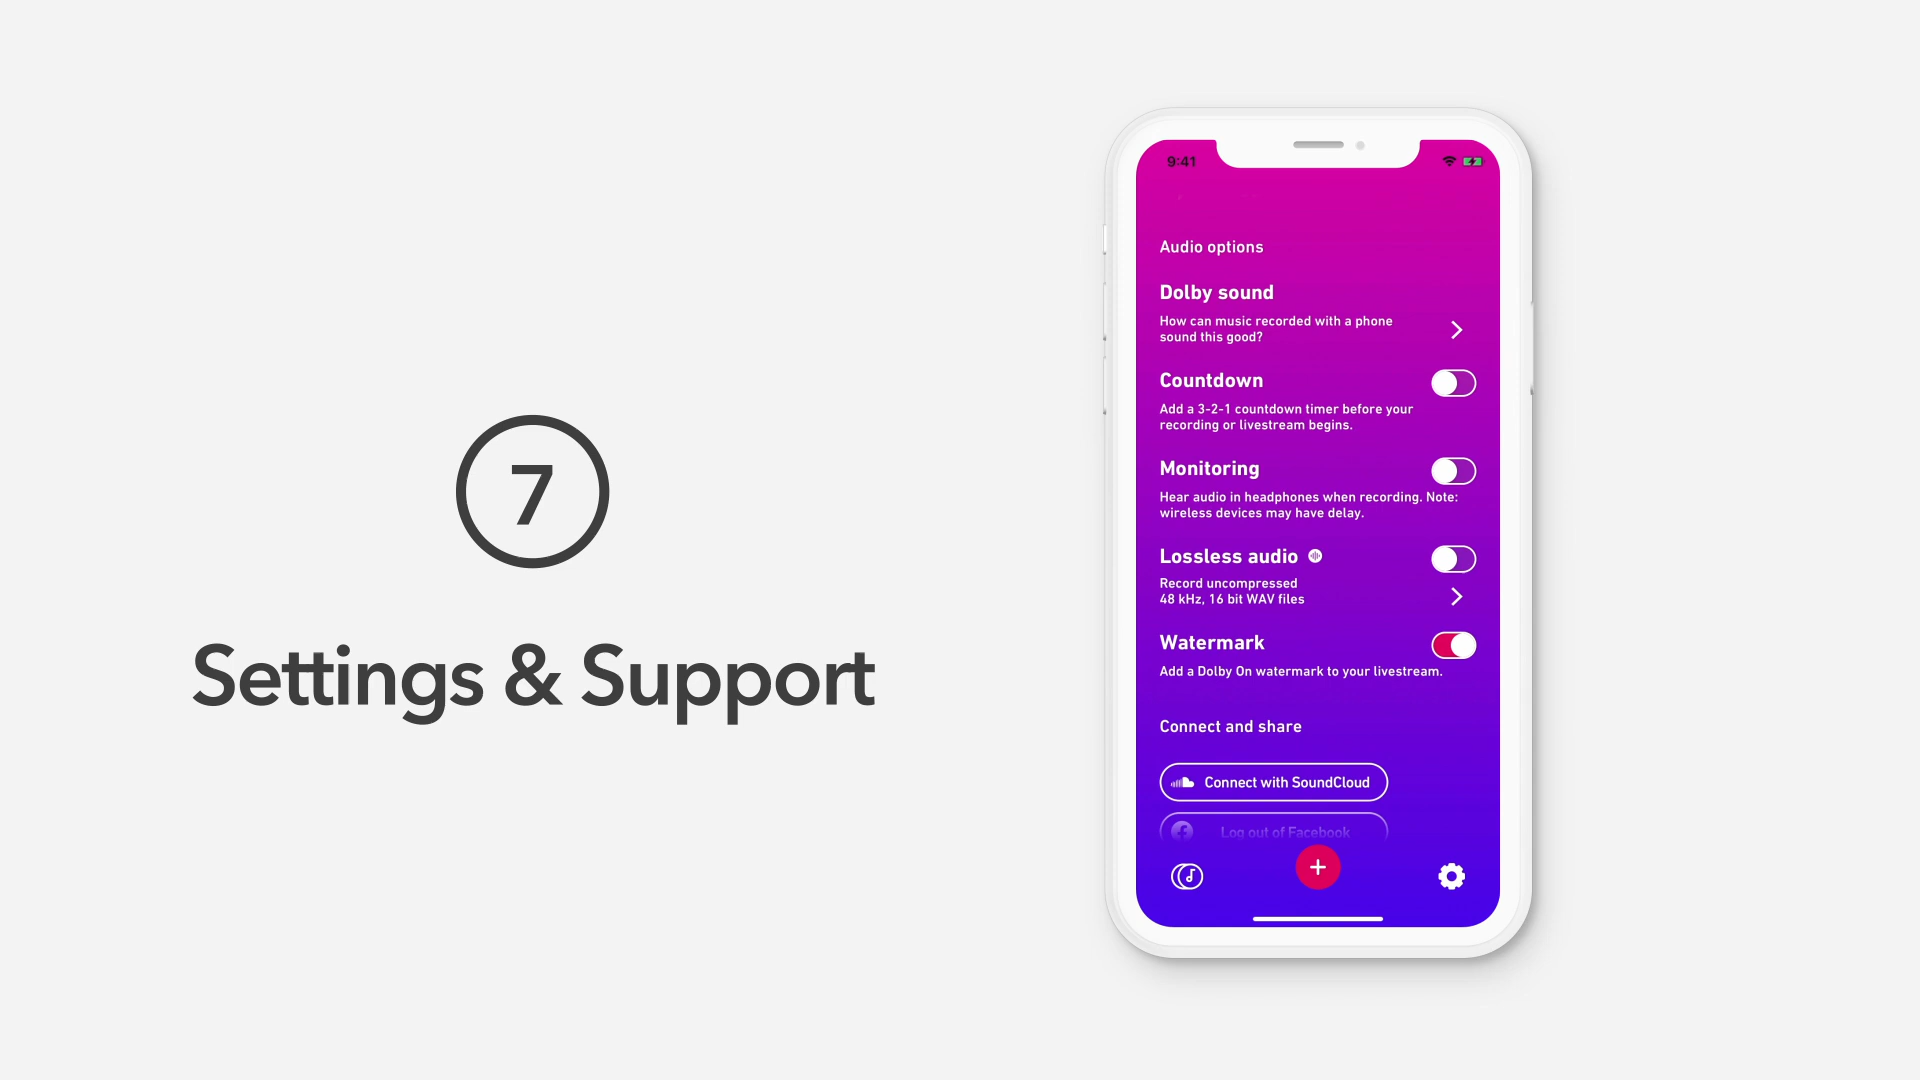 7
Settings & Support
9:41
Audio options
Dolby sound
How can music recorded with a phone
sound this good?
Countdown
Add a 3-2-1 countdown timer before your
recording or livestream begins.
Monitoring
Hear audio in headphones when recording. Note:
wireless devices may have delay.
Lossless audio
Record uncompressed
48 kHz, 16 bit WAV files
Watermark
Add a Dolby On watermark to your livestream.
Connect and share
Connect with SoundCloud
Log out of Facebook